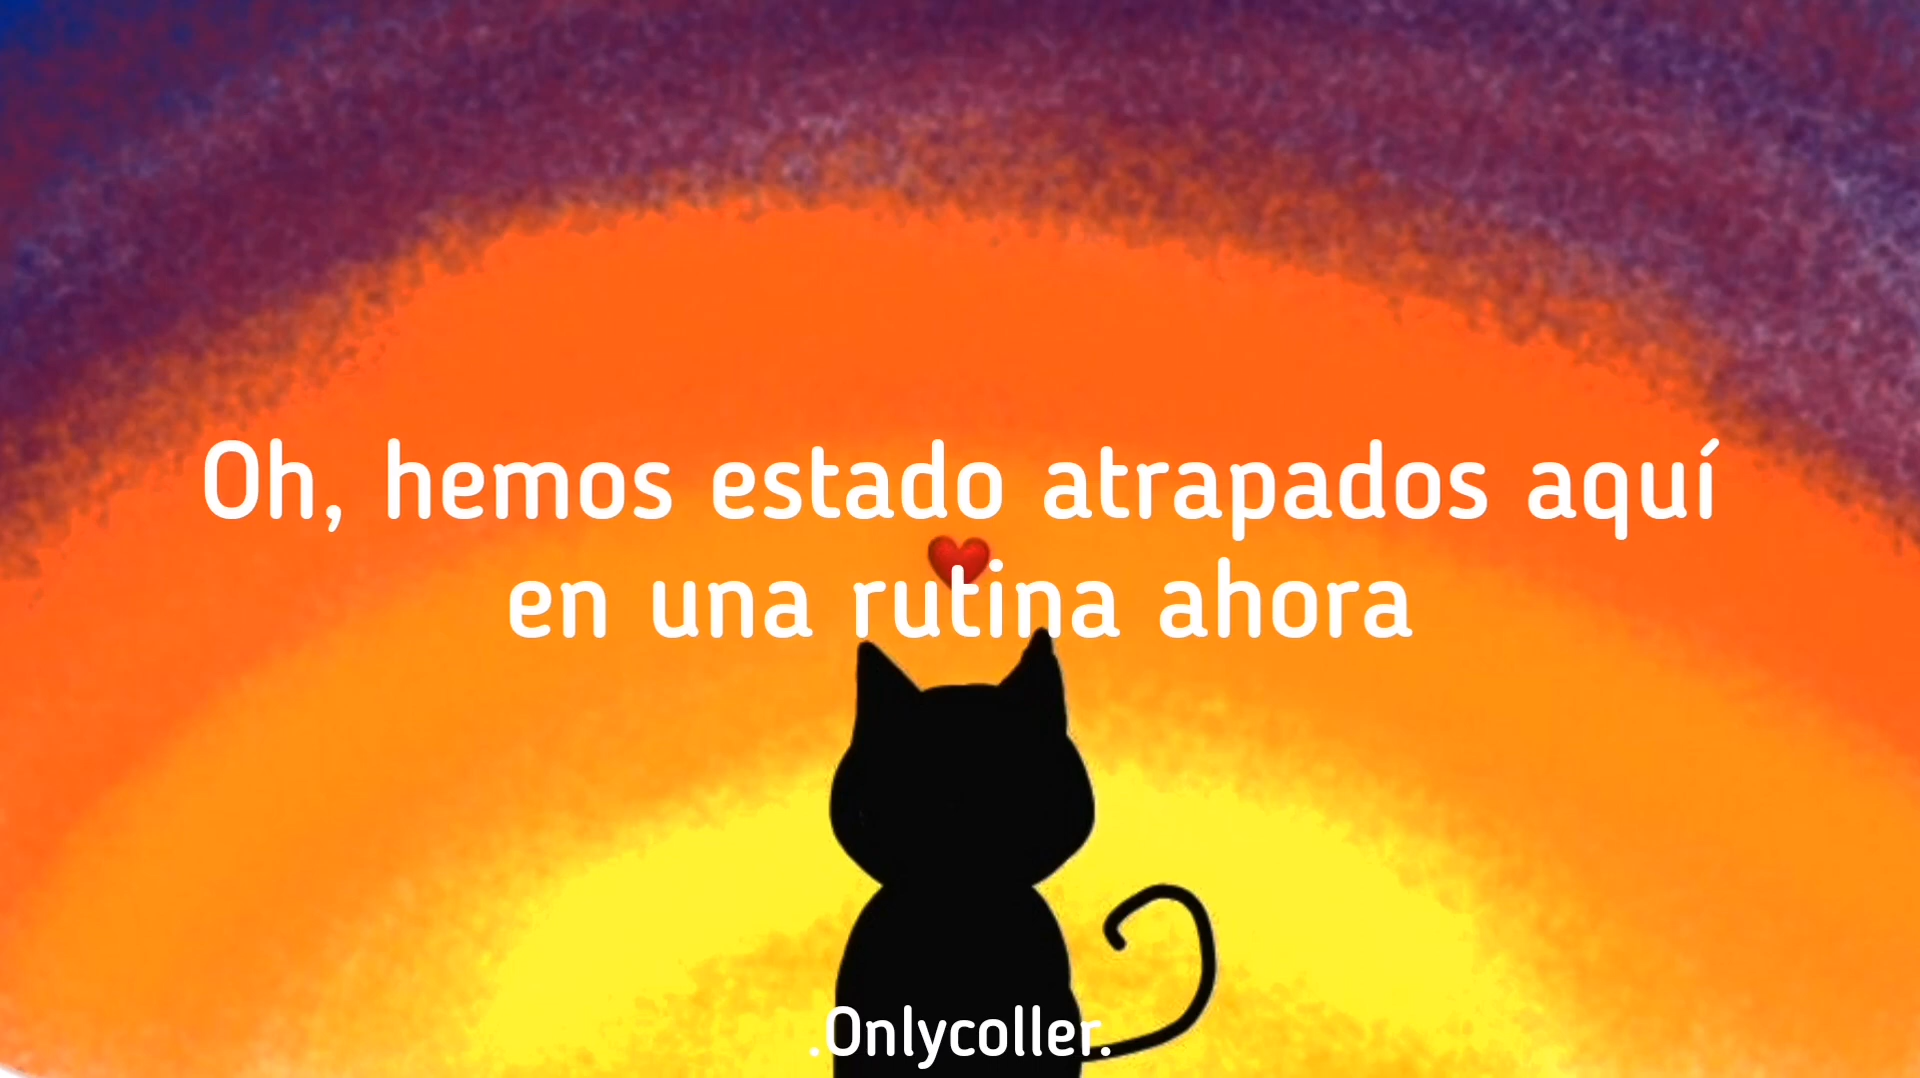 Oh, hemos estado atrapados aquí
en una rutina ahora
.Onlycoller.